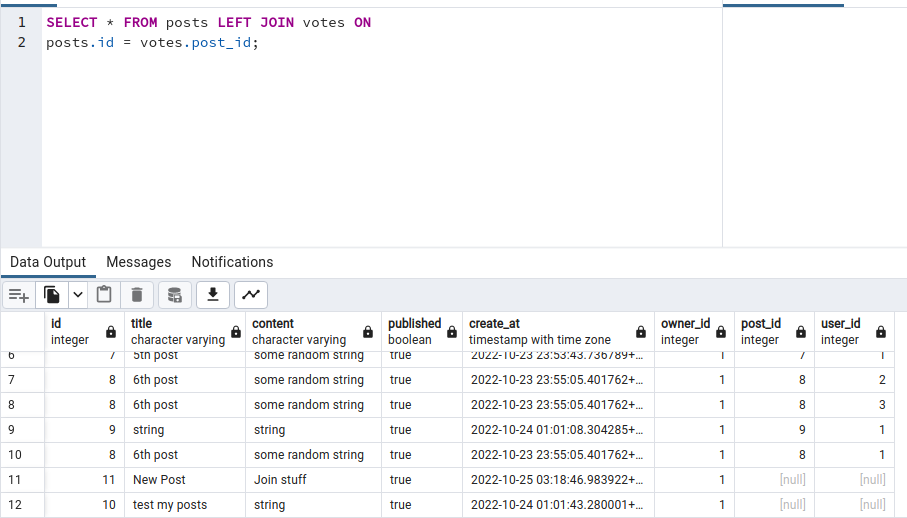 1 SELECT * FROM posts LEFT JOIN votes ON
2 posts.id = votes.post_id;
Data Output Messages Notifications
id title content published create_at owner_id post_id user_id
integer character varying character varying boolean timestamp with time zone integer integer integer
6 7 5th post some random string true 2022-10-23 23:53:43.736789+... 1 7 1
7 8 6th post some random string true 2022-10-23 23:55:05.401762+... 1 8 2
8 8 6th post some random string true 2022-10-23 23:55:05.401762+... 1 8 3
9 9 string string true 2022-10-24 01:01:08.304285+... 1 9 1
10 8 6th post some random string true 2022-10-23 23:55:05.401762+... 1 8 1
11 11 New Post Join stuff true 2022-10-25 03:18:46.983922+... 1 [null] [null]
12 10 test my posts string true 2022-10-24 01:01:43.280001+... 1 [null] [null]